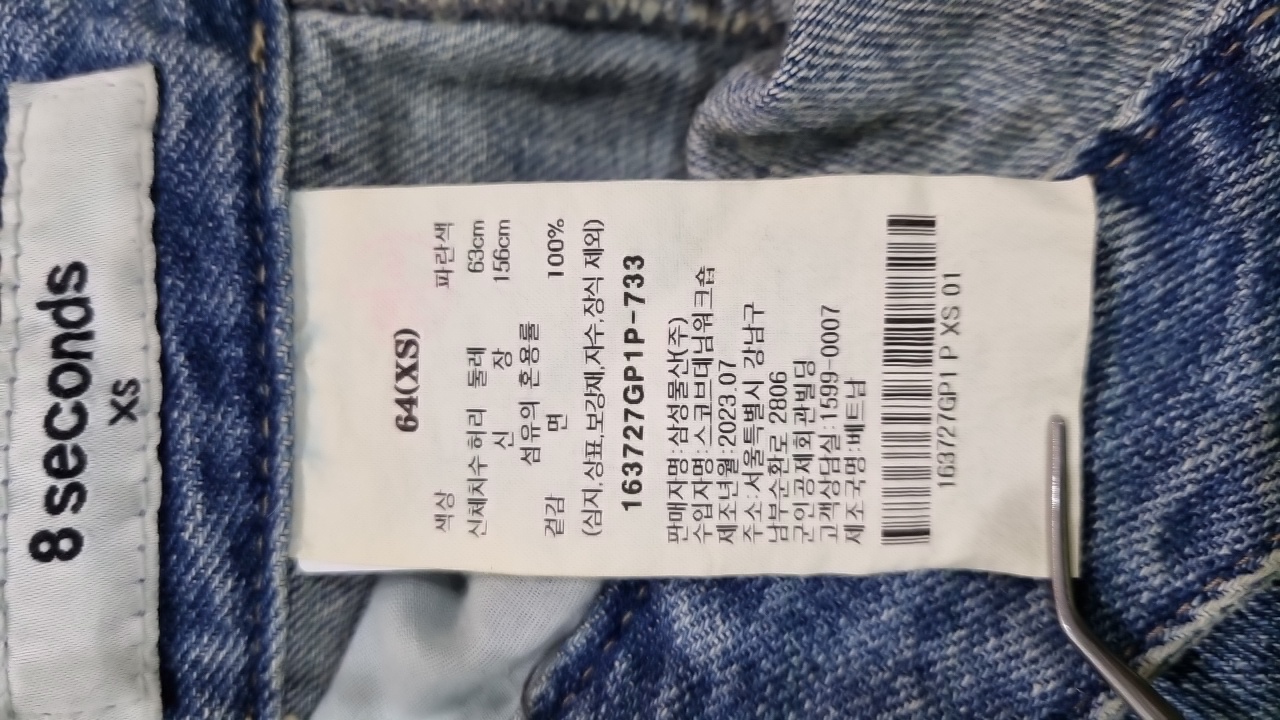 8 seconds
XS
64(XS)
색상 파란색
신체치수 허리 둘레 63cm
신 장 156cm
섬유의 혼용률
겉감 면 100%
(심지,상표,보강재,자수,장식 제외)
163727GP1P-733
판매자명:삼성물산(주)
수입자명:스코브데님워크숍
제조년월:2023.07
주소:서울특별시 강남구
남부순환로 2806
군인공제회관빌딩
고객상담실:1599-0007
제조국명:베트남
163727GP1 P XS 01